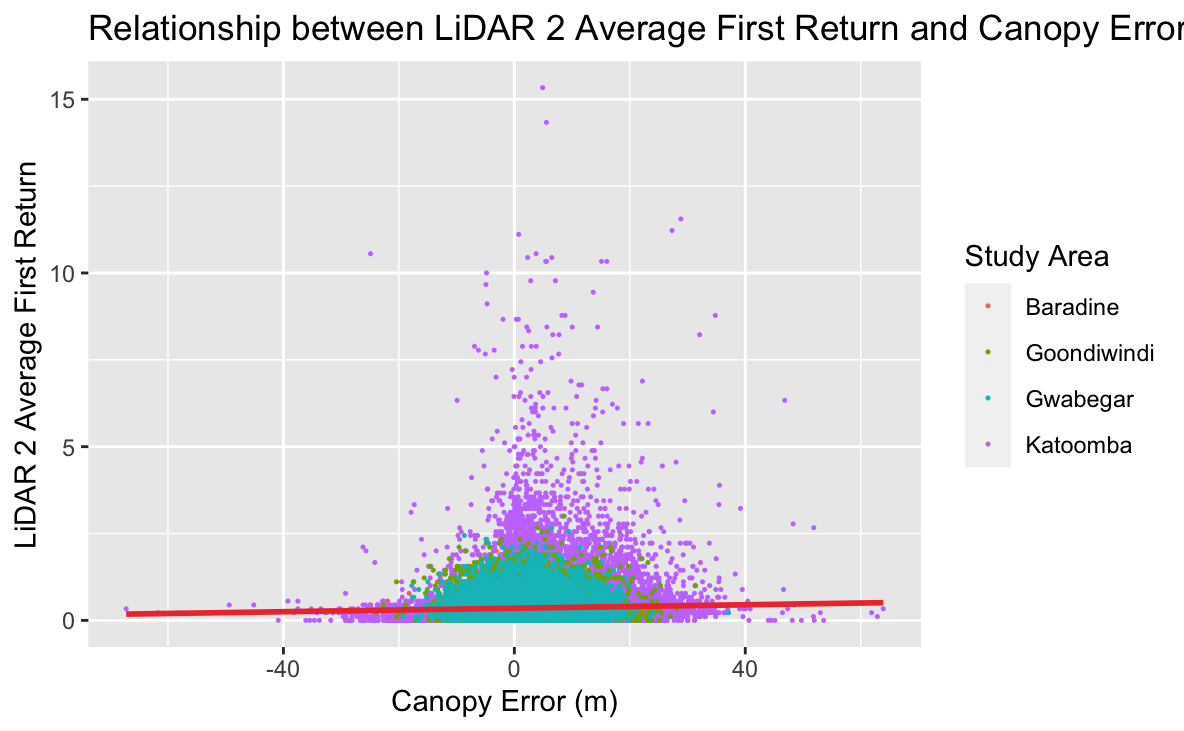 Relationship between LiDAR 2 Average First Return and Canopy Error
15
10
5
0
LiDAR 2 Average First Return
-40
0
40
Canopy Error (m)
Study Area
Baradine
Goondiwindi
Gwabegar
Katoomba